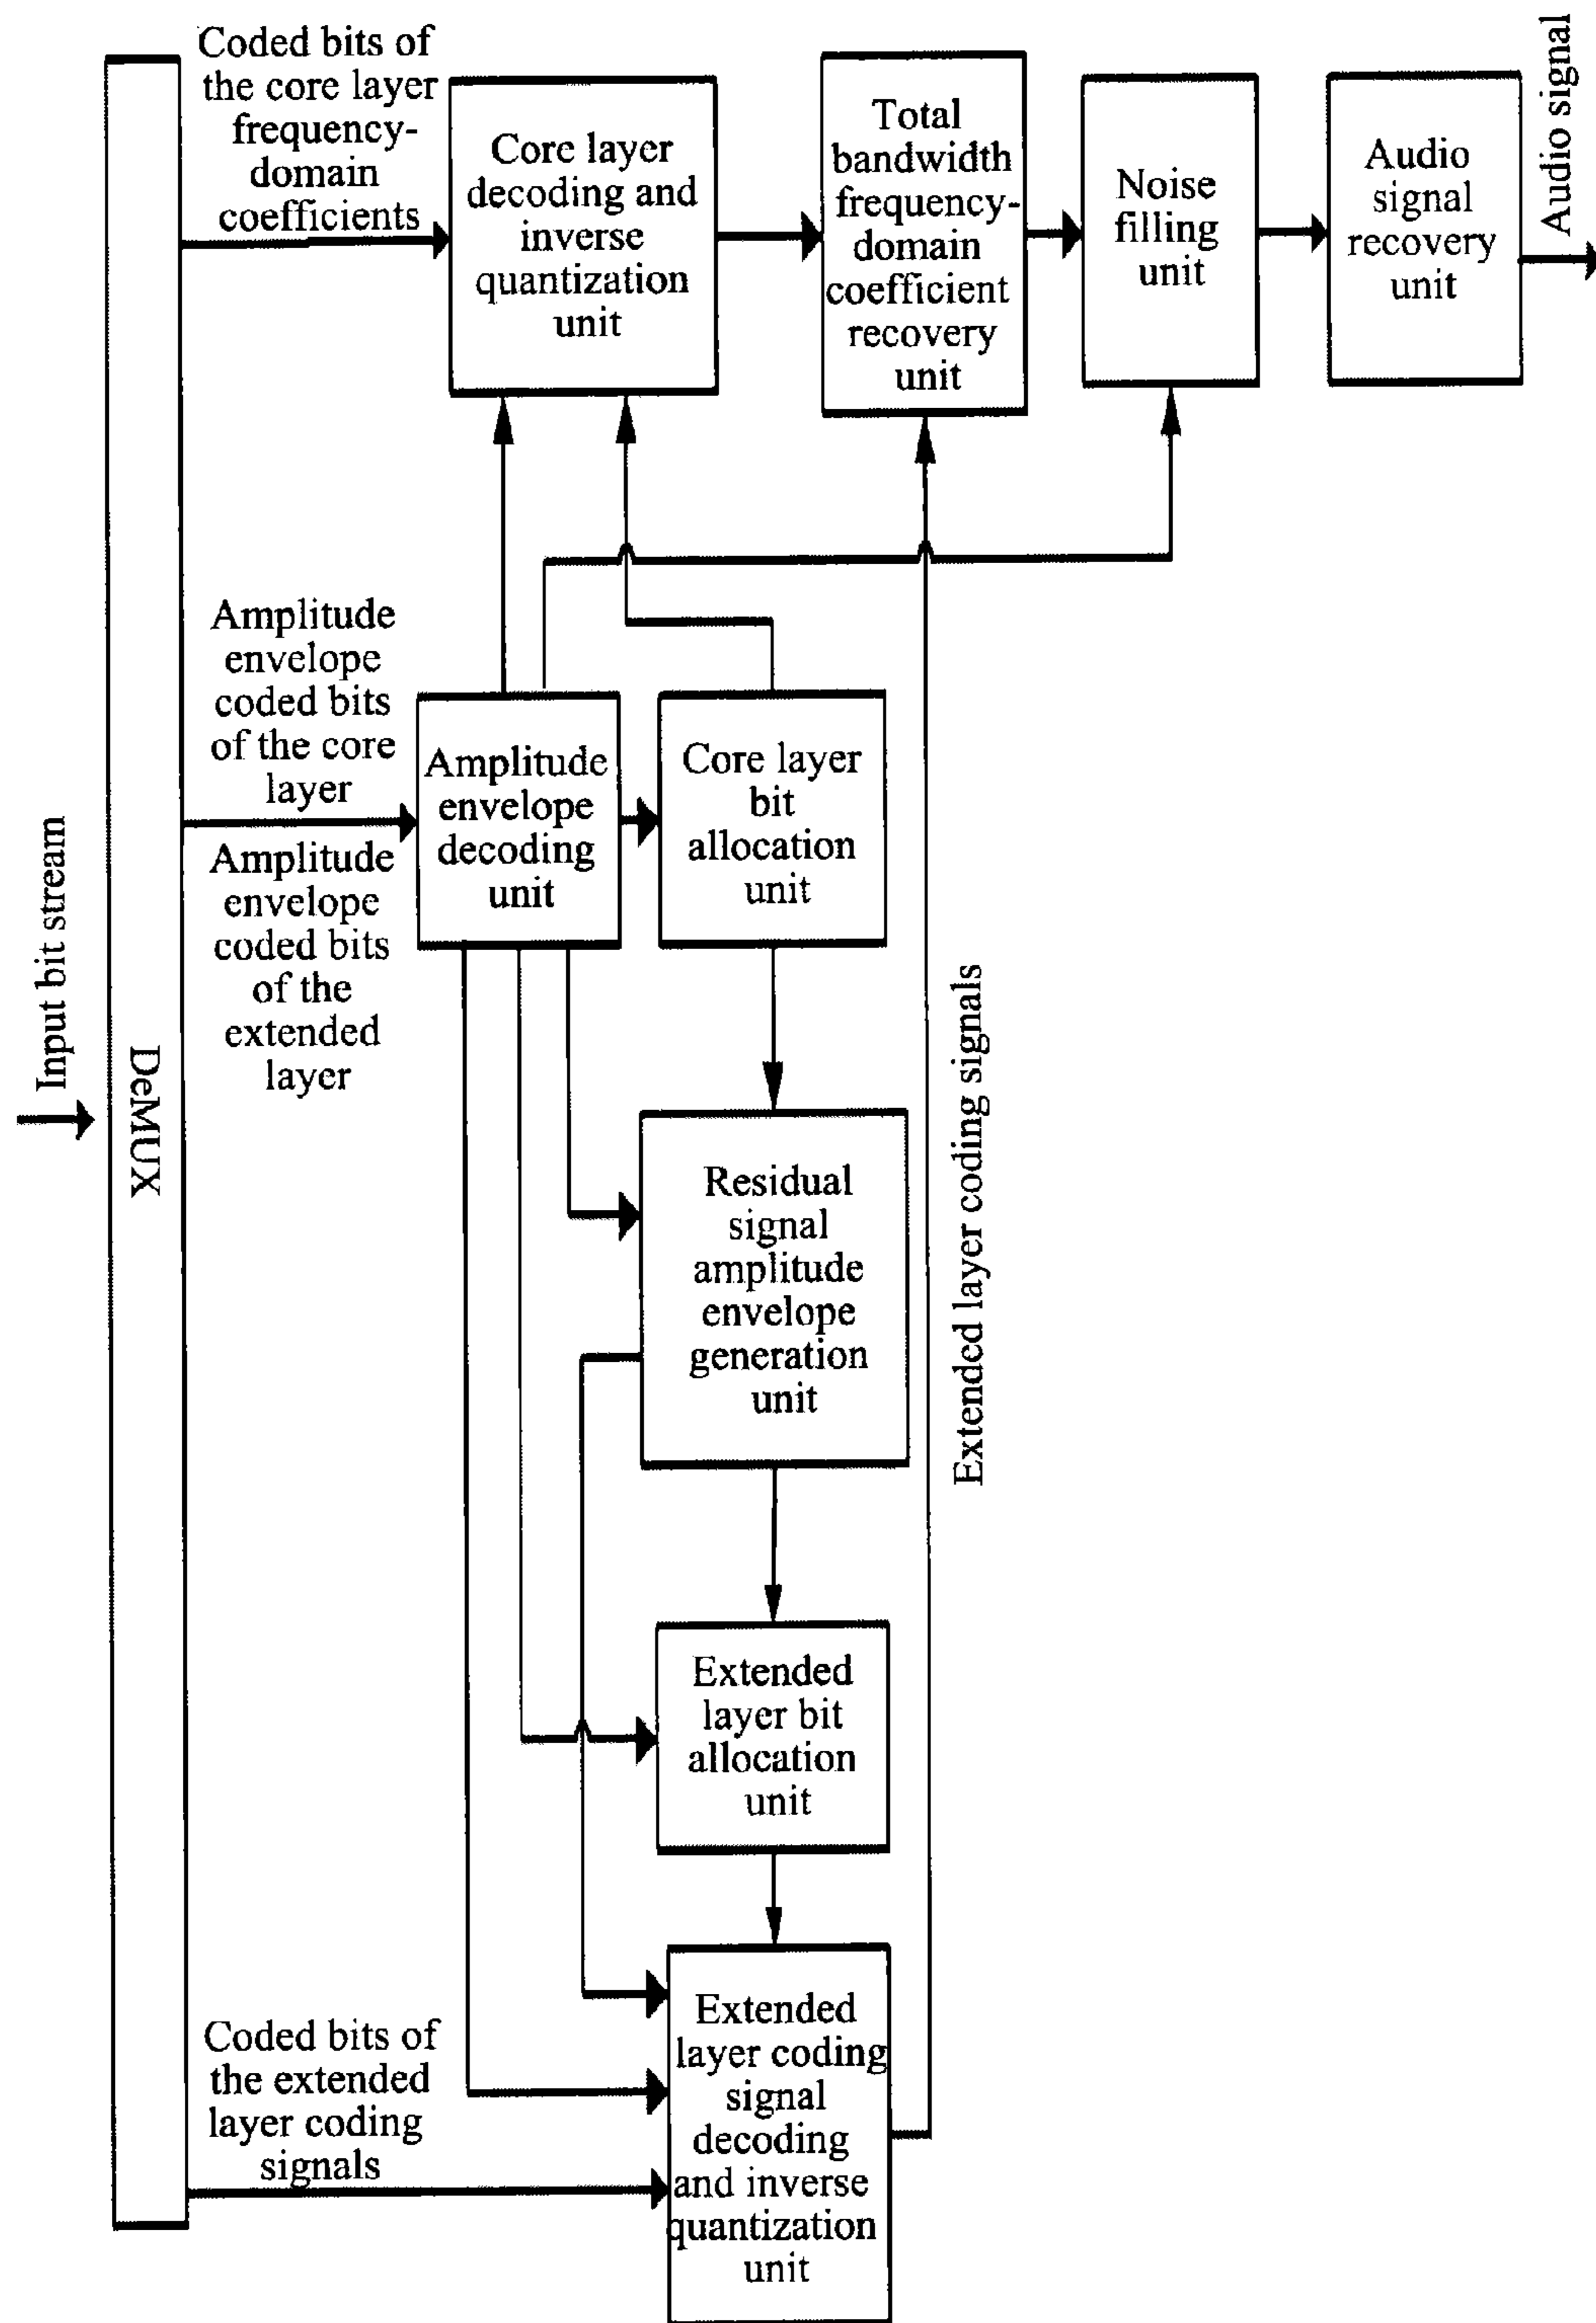 Coded bits of
the core layer
frequency-
domain
coefficients
Core layer
decoding and
inverse
quantization
unit
Total
bandwidth
frequency-
domain
coefficient
recovery
unit
Noise
filling
unit
Audio
signal
recovery
unit
Audio signal
Amplitude
envelope
coded bits
of the core
layer
Amplitude
envelope
coded bits
of the
extended
layer
Amplitude
envelope
decoding
unit
Core layer
bit
allocation
unit
Input bit stream
DeMUX
Residual
signal
amplitude
envelope
generation
unit
Extended layer coding signals
Extended
layer bit
allocation
unit
Coded bits of
the extended
layer coding
signals
Extended
layer coding
signal
decoding
and inverse
quantization
unit